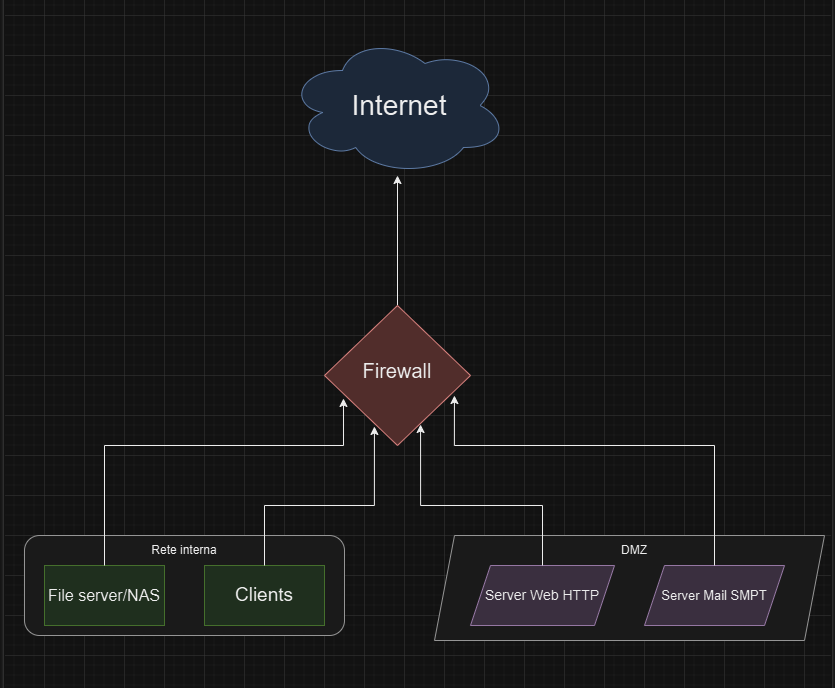 Internet
Firewall
Rete interna
File server/NAS
Clients
DMZ
Server Web HTTP
Server Mail SMPT